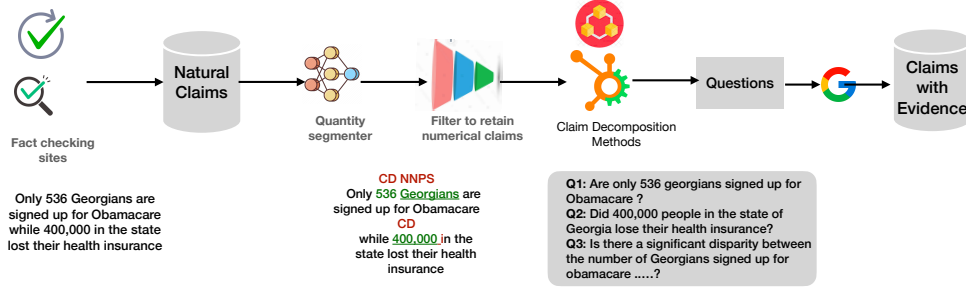 Fact checking
sites
Only 536 Georgians are
signed up for Obamacare
while 400,000 in the state
lost their health insurance
Natural
Claims
Quantity
segmenter
Filter to retain
numerical claims
CD NNPS
Only 536 Georgians are
signed up for Obamacare
CD
while 400,000 in the
state lost their health
insurance
Claim Decomposition
Methods
Questions
Q1: Are only 536 georgians signed up for
Obamacare ?
Q2: Did 400,000 people in the state of
Georgia lose their health insurance?
Q3: Is there a significant disparity between
the number of Georgians signed up for
obamacare .....?
G
Claims
with
Evidence